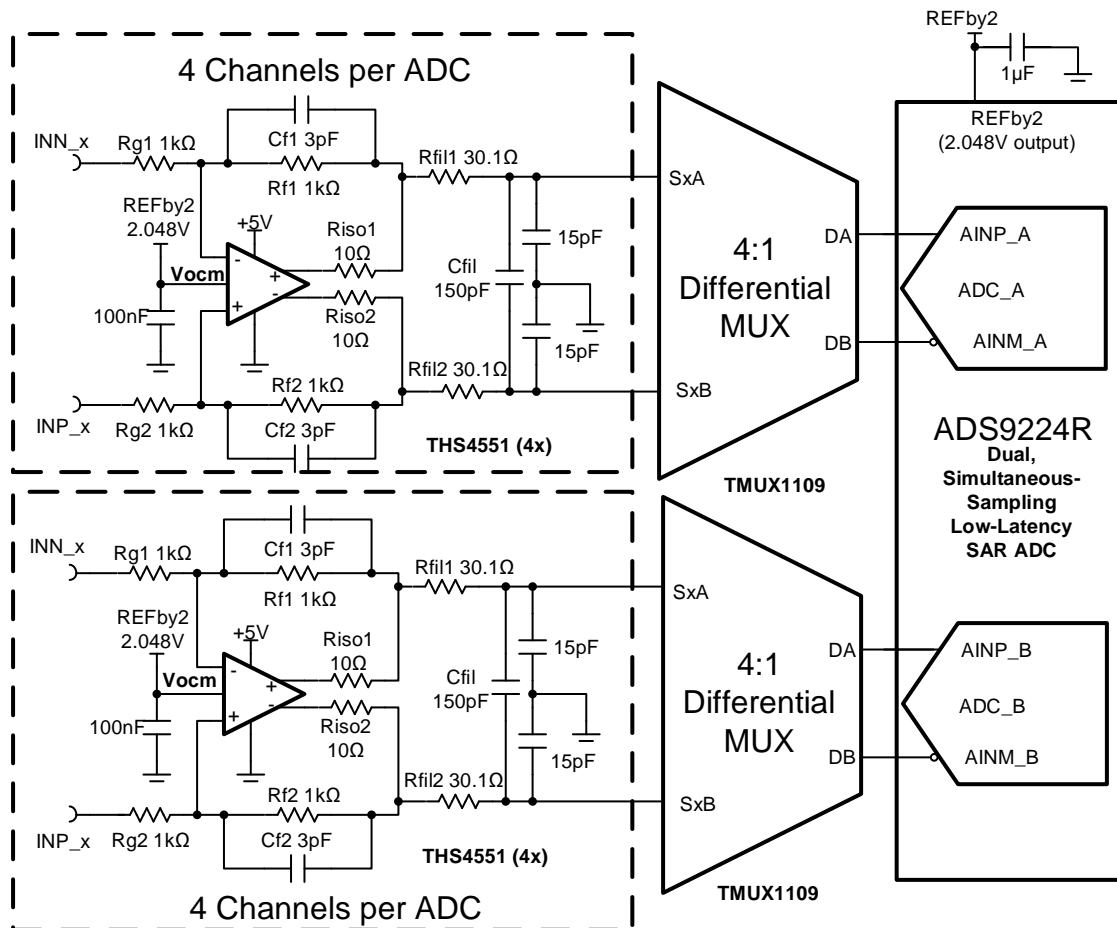 4 Channels per ADC
INN_x
Rg1 1kΩ
Cf1 3pF
Rf1 1kΩ
Rfil1 30.1Ω
REFby2
2.048V
+5V
Vocm
100nF
-
+
+
-
Riso1
10Ω
Riso2
10Ω
Cfil
150pF
15pF
15pF
Rf2 1kΩ
Cf2 3pF
Rfil2 30.1Ω
INP_x
Rg2 1kΩ
THS4551 (4x)
SxA
SxB
4:1
Differential
MUX
DA
DB
TMUX1109
REFby2
1µF
REFby2
(2.048V output)
AINP_A
ADC_A
AINM_A
ADS9224R
Dual,
Simultaneous-
Sampling
Low-Latency
SAR ADC
INN_x
Rg1 1kΩ
Cf1 3pF
Rf1 1kΩ
Rfil1 30.1Ω
REFby2
2.048V
+5V
Vocm
100nF
-
+
+
-
Riso1
10Ω
Riso2
10Ω
Cfil
150pF
15pF
15pF
Rf2 1kΩ
Cf2 3pF
Rfil2 30.1Ω
INP_x
Rg2 1kΩ
THS4551 (4x)
4 Channels per ADC
SxA
SxB
4:1
Differential
MUX
DA
DB
TMUX1109
AINP_B
ADC_B
AINM_B